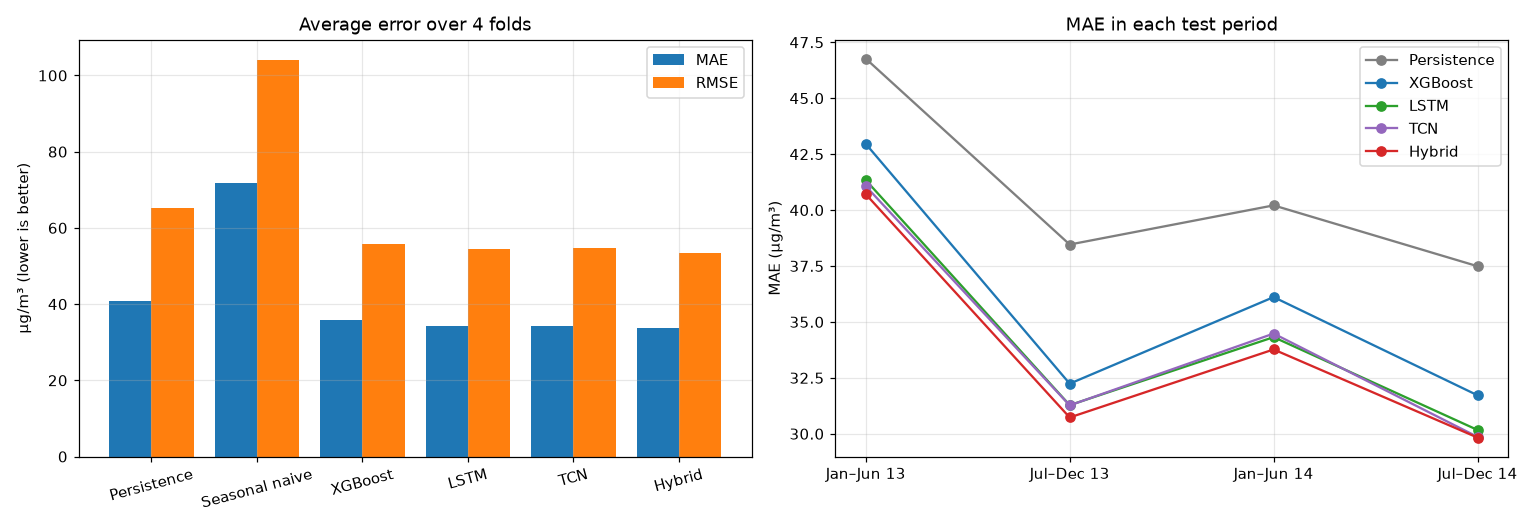 Average error over 4 folds
µg/m³ (lower is better)
100
80
60
40
20
0
MAE
RMSE
Persistence
Seasonal naive
XGBoost
LSTM
TCN
Hybrid
MAE in each test period
MAE (µg/m³)
47.5
45.0
42.5
40.0
37.5
35.0
32.5
30.0
Persistence
XGBoost
LSTM
TCN
Hybrid
Jan–Jun 13
Jul–Dec 13
Jan–Jun 14
Jul–Dec 14